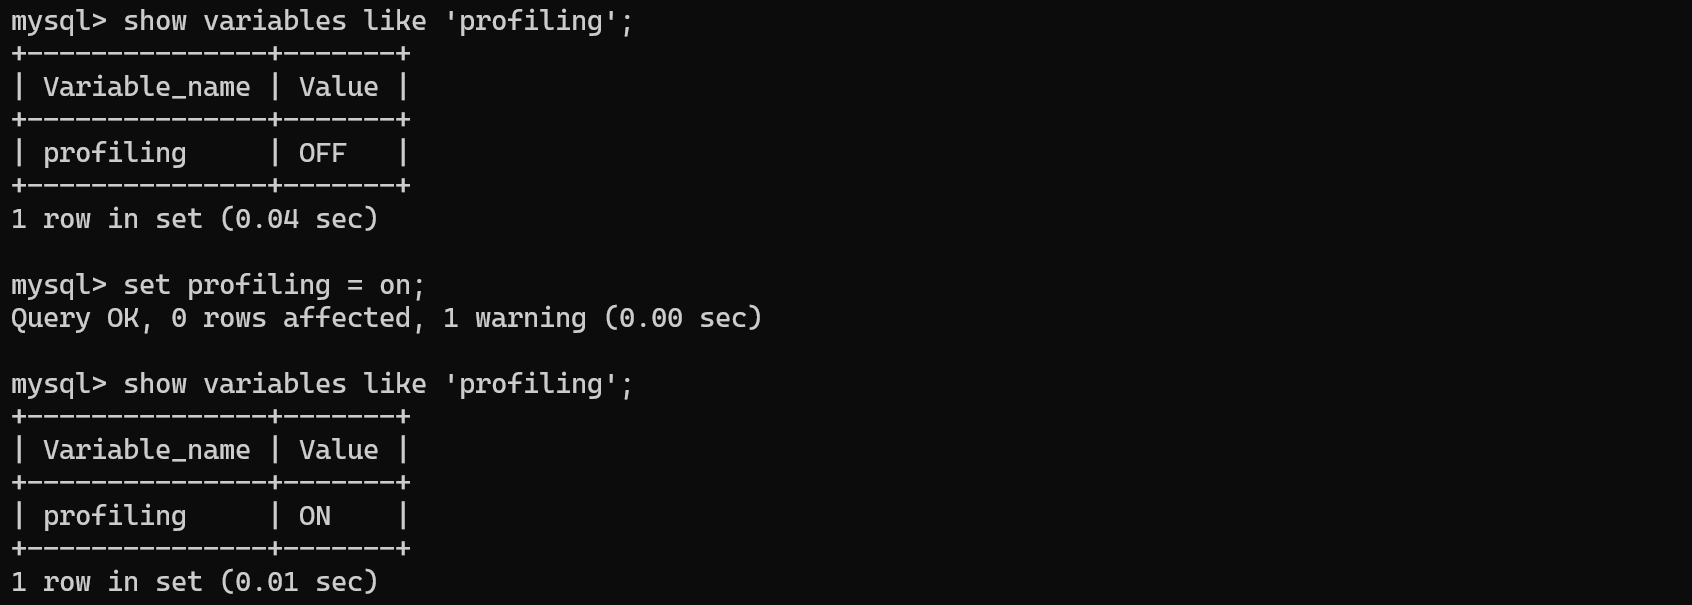 mysql> show variables like 'profiling';
+---------------+-------+
| Variable_name | Value |
+---------------+-------+
| profiling     | OFF   |
+---------------+-------+
1 row in set (0.04 sec)

mysql> set profiling = on;
Query OK, 0 rows affected, 1 warning (0.00 sec)

mysql> show variables like 'profiling';
+---------------+-------+
| Variable_name | Value |
+---------------+-------+
| profiling     | ON    |
+---------------+-------+
1 row in set (0.01 sec)